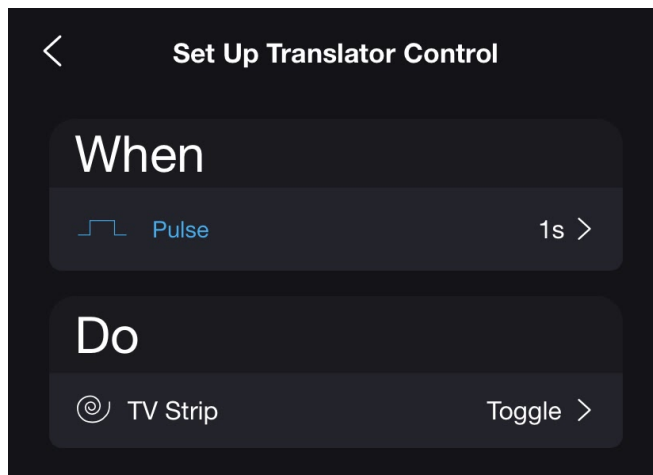 Set Up Translator Control
When
Pulse 1s
Do
TV Strip Toggle